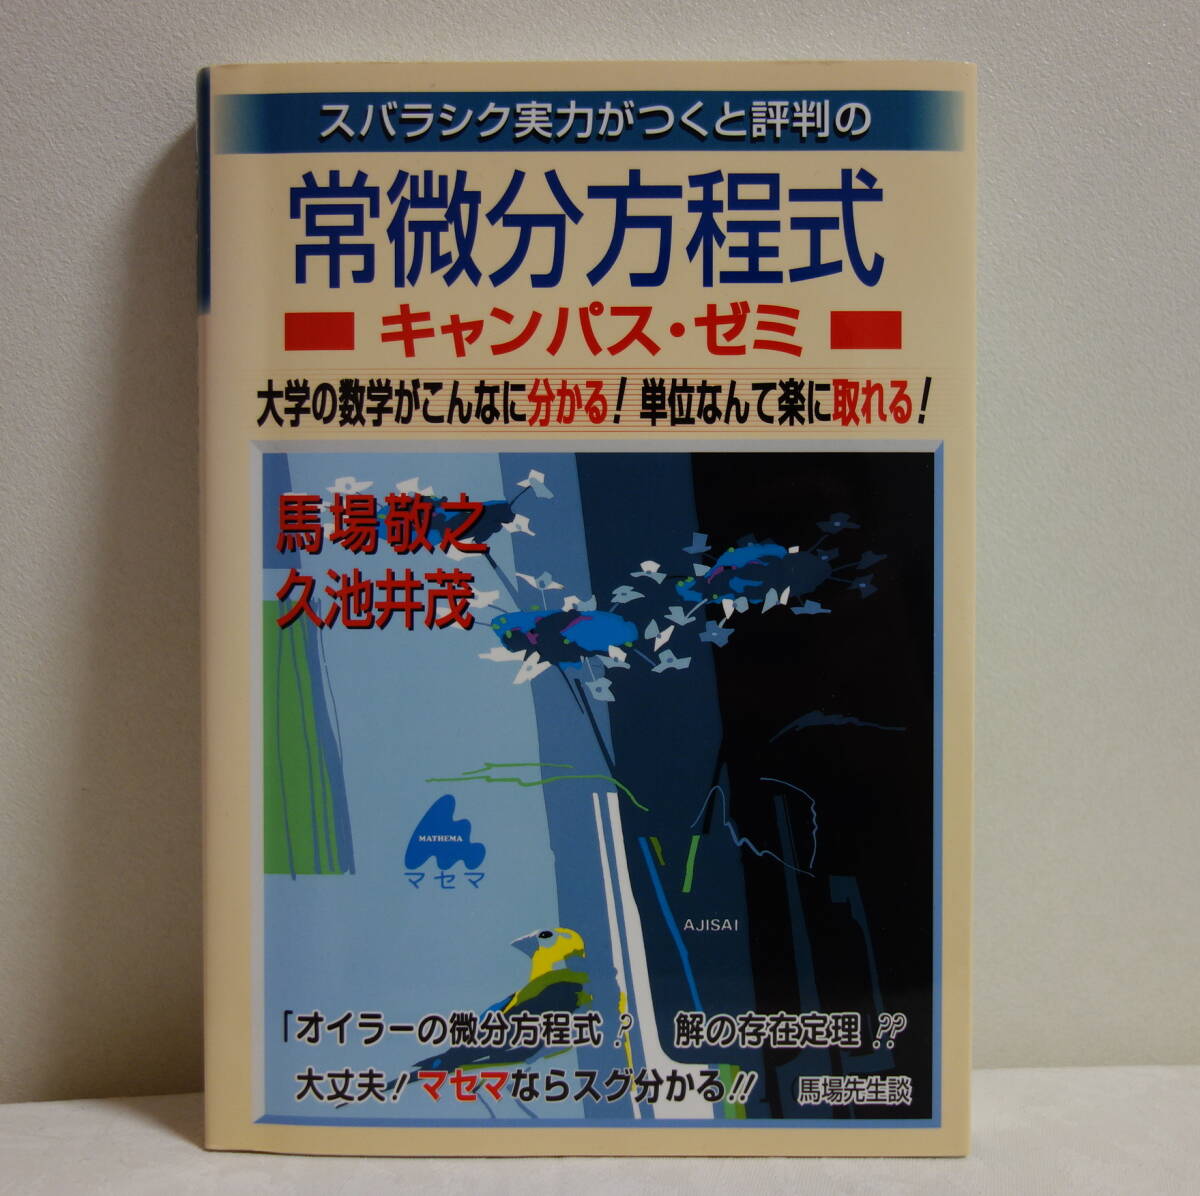 スバラシク実力がつくと評判の
常微分方程式
キャンパス・ゼミ
大学の数学がこんなに分かる！単位なんて楽に取れる！
馬場敬之
久池井茂
MATHEMA
マセマ
AJISAI
「オイラーの微分方程式？ 解の存在定理？？
大丈夫！マセマならスグ分かる！！」（馬場先生談